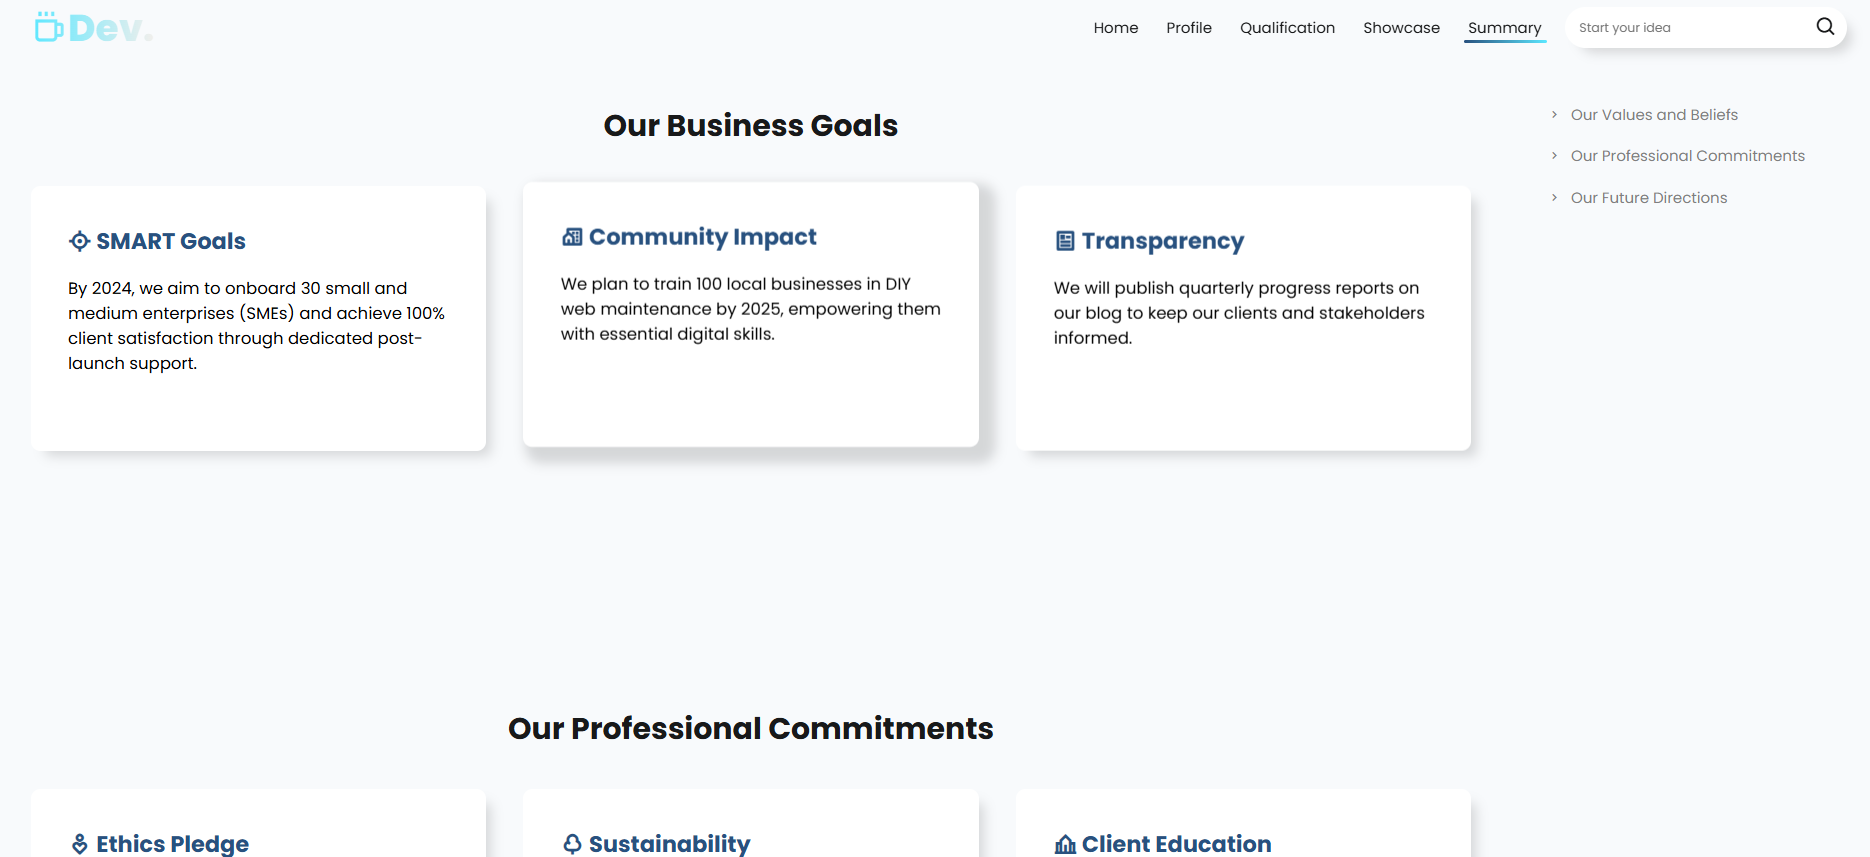 Dev.
Home Profile Qualification Showcase Summary Start your idea
Our Values and Beliefs
Our Professional Commitments
Our Future Directions
Our Business Goals
SMART Goals
By 2024, we aim to onboard 30 small and
medium enterprises (SMEs) and achieve 100%
client satisfaction through dedicated post-
launch support.
Community Impact
We plan to train 100 local businesses in DIY
web maintenance by 2025, empowering them
with essential digital skills.
Transparency
We will publish quarterly progress reports on
our blog to keep our clients and stakeholders
informed.
Our Professional Commitments
Ethics Pledge
Sustainability
Client Education